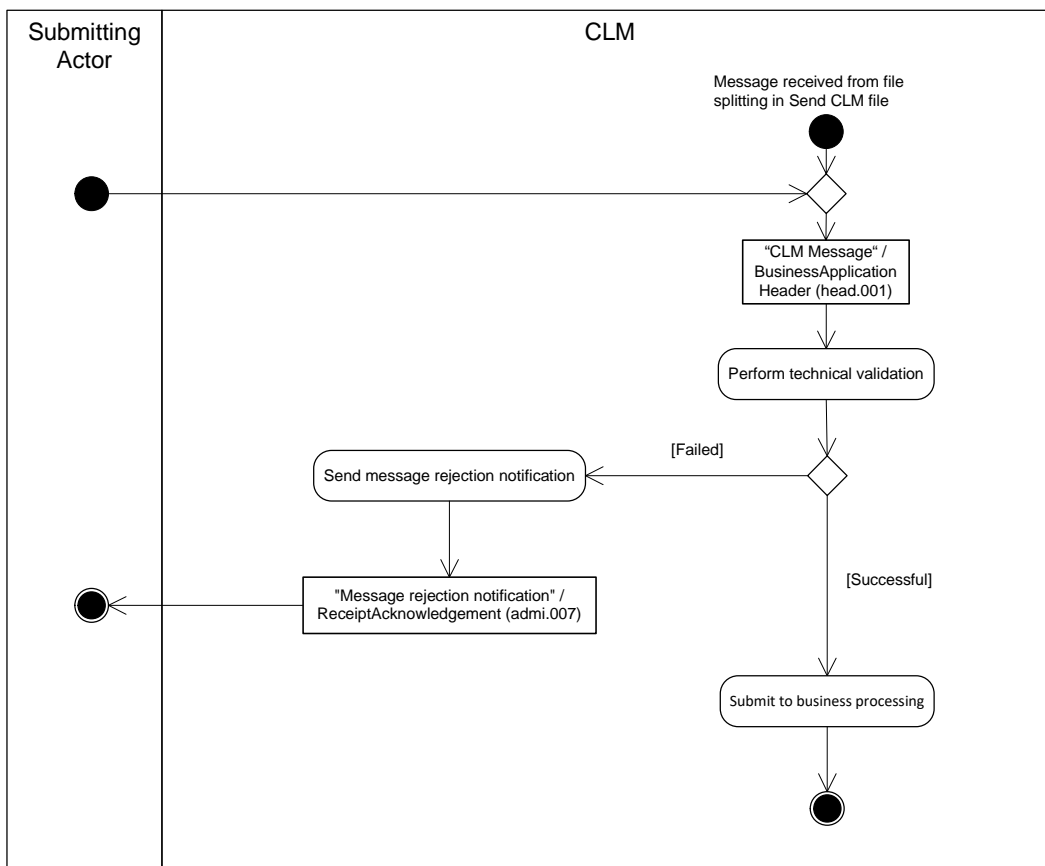 Submitting
Actor
CLM
Message received from file
splitting in Send CLM file
“CLM Message“ /
BusinessApplication
Header (head.001)
Perform technical validation
[Failed]
Send message rejection notification
[Successful]
"Message rejection notification" /
ReceiptAcknowledgement (admi.007)
Submit to business processing